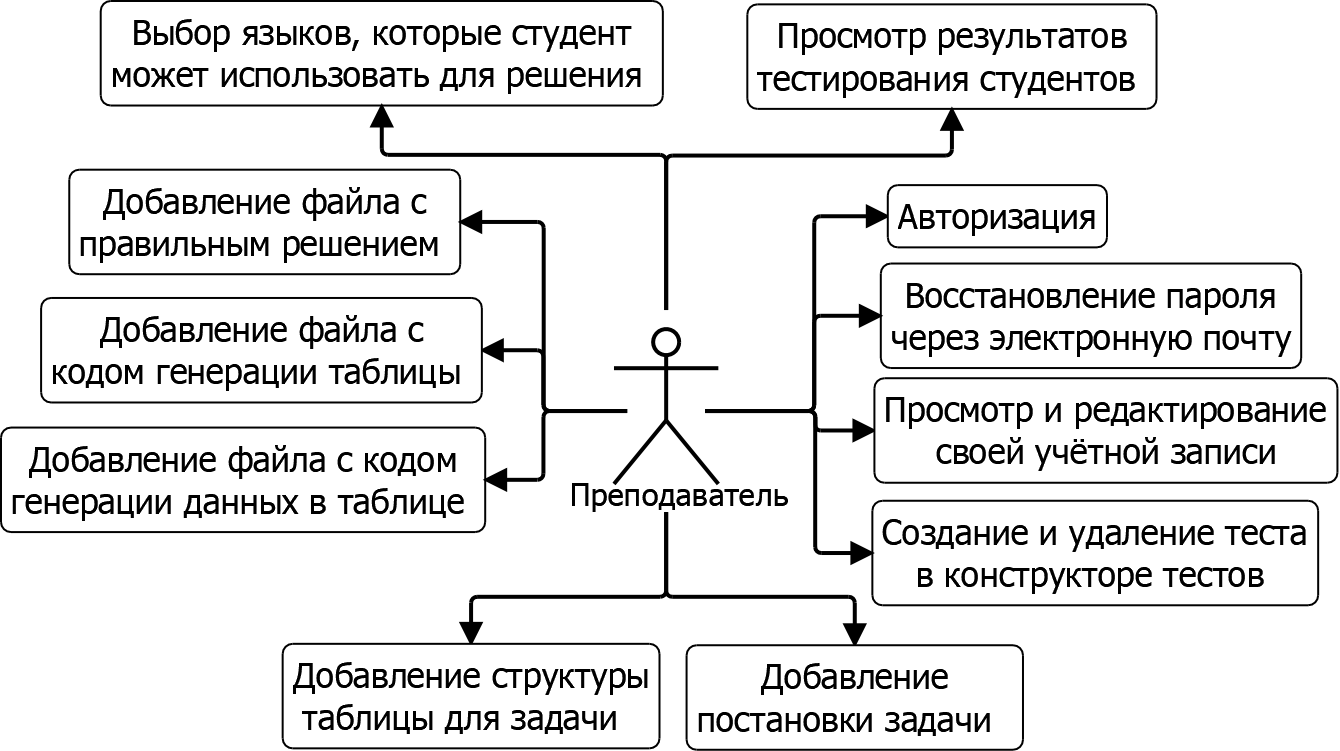 Выбор языков, которые студент
может использовать для решения
Просмотр результатов
тестирования студентов
Добавление файла с
правильным решением
Авторизация
Восстановление пароля
через электронную почту
Добавление файла с
кодом генерации таблицы
Просмотр и редактирование
своей учётной записи
Добавление файла с кодом
генерации данных в таблице
Преподаватель
Создание и удаление теста
в конструкторе тестов
Добавление структуры
таблицы для задачи
Добавление
постановки задачи